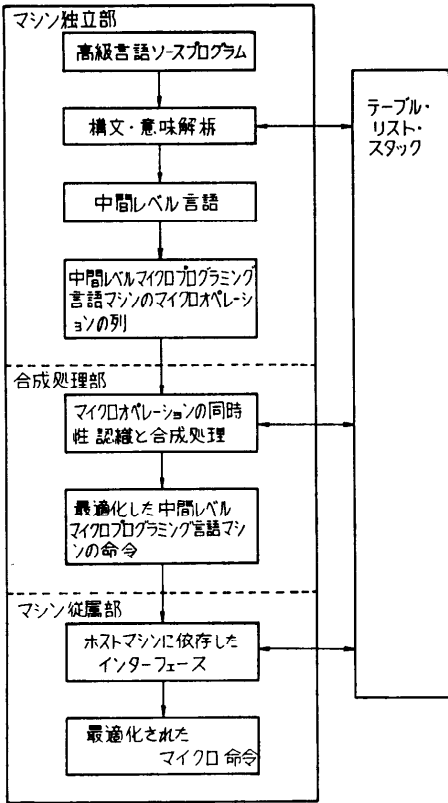 マシン独立部
高級言語ソースプログラム
構文・意味解析
テーブル・
リスト・
スタック
中間レベル言語
中間レベルマイクロプログラミング
言語マシンのマイクロオペレーシ
ョンの列
合成処理部
マイクロオペレーションの同時
性認識と合成処理
最適化した中間レベル
マイクロプログラミング言語マシ
ンの命令
マシン従属部
ホストマシンに依存した
インターフェース
最適化された
マイクロ命令